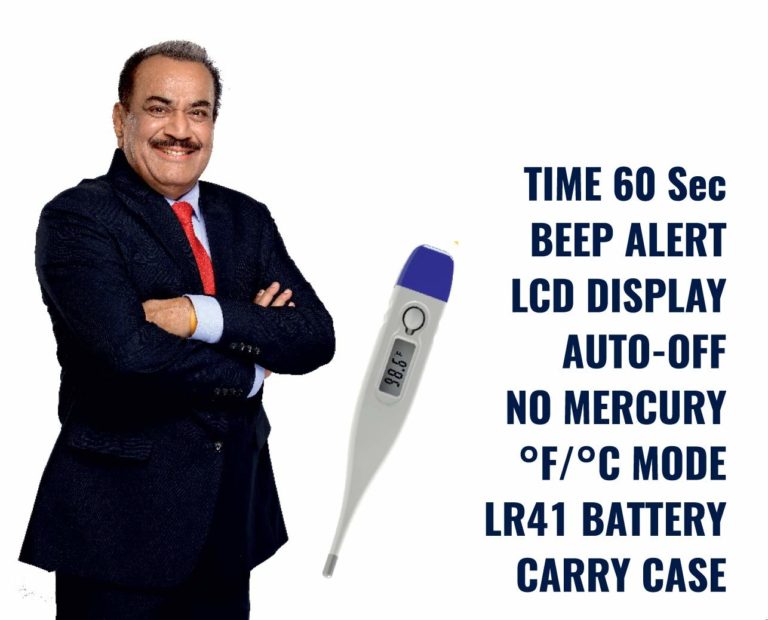 TIME 60 Sec
BEEP ALERT
LCD DISPLAY
AUTO-OFF
98.6 °F
NO MERCURY
°F/°C MODE
LR41 BATTERY
CARRY CASE